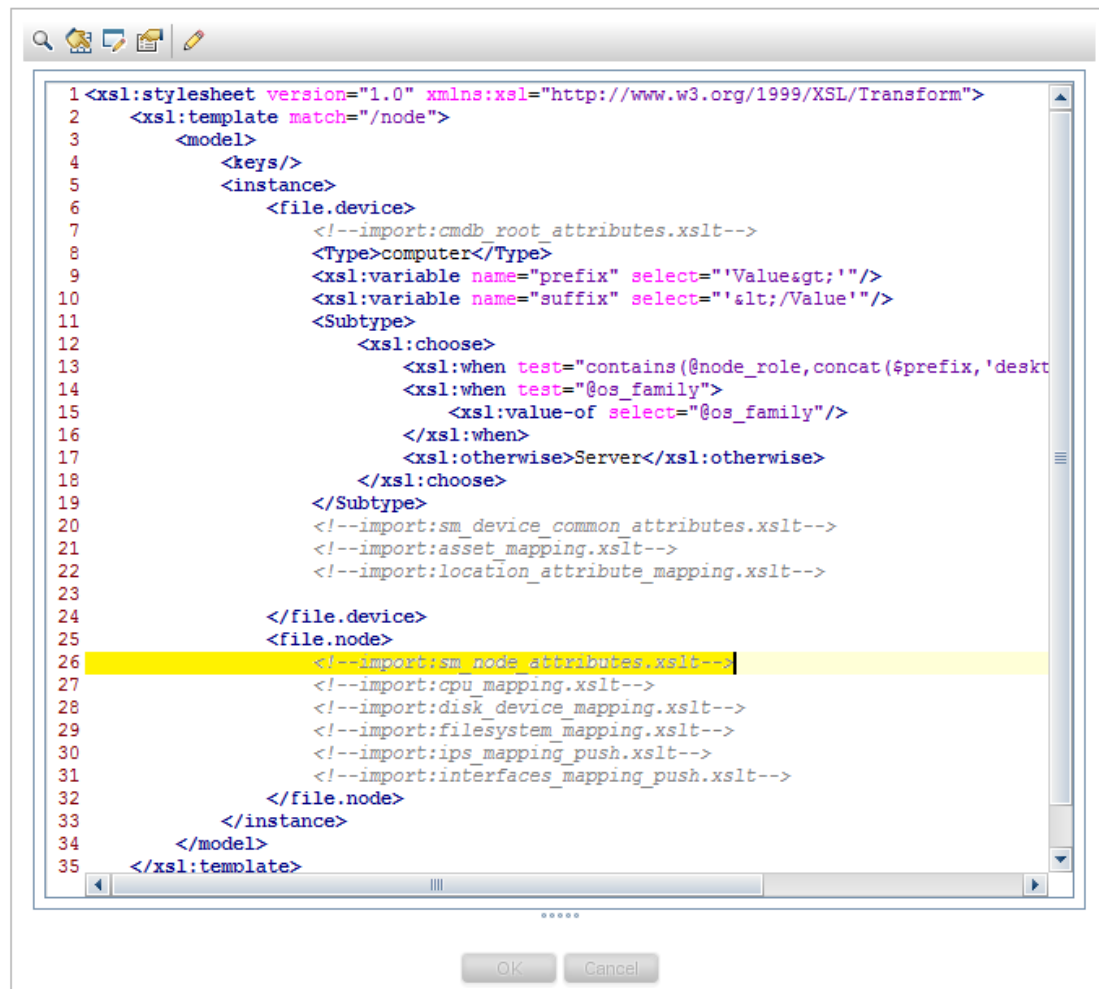 1 <xsl:stylesheet version="1.0" xmlns:xsl="http://www.w3.org/1999/XSL/Transform">
2 <xsl:template match="/node">
3 <model>
4 <keys/>
5 <instance>
6 <file.device>
7 <!--import:cmdb_root_attributes.xslt-->
8 <Type>computer</Type>
9 <xsl:variable name="prefix" select="'Value&gt;'"/>
10 <xsl:variable name="suffix" select="'&lt;/Value'"/>
11 <Subtype>
12 <xsl:choose>
13 <xsl:when test="contains(@node_role,concat($prefix,'deskt
14 <xsl:when test="@os_family">
15 <xsl:value-of select="@os_family"/>
16 </xsl:when>
17 <xsl:otherwise>Server</xsl:otherwise>
18 </xsl:choose>
19 </Subtype>
20 <!--import:sm_device_common_attributes.xslt-->
21 <!--import:asset_mapping.xslt-->
22 <!--import:location_attribute_mapping.xslt-->
23
24 </file.device>
25 <file.node>
26 <!--import:sm_node_attributes.xslt-->
27 <!--import:cpu_mapping.xslt-->
28 <!--import:disk_device_mapping.xslt-->
29 <!--import:filesystem_mapping.xslt-->
30 <!--import:ips_mapping_push.xslt-->
31 <!--import:interfaces_mapping_push.xslt-->
32 </file.node>
33 </instance>
34 </model>
35 </xsl:template>
OK Cancel